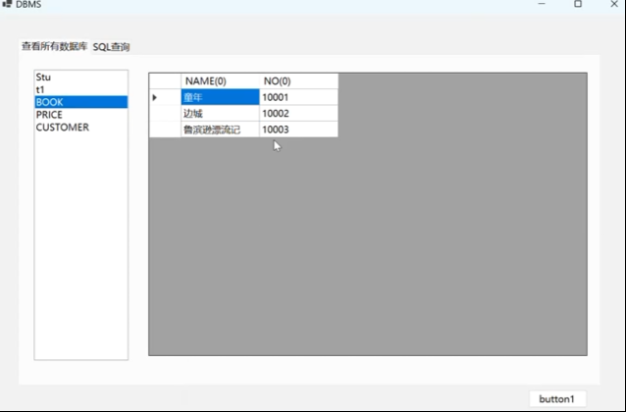 DBMS
查看所有数据库 SQL查询
Stu
t1
BOOK
PRICE
CUSTOMER
NAME(0) NO(0)
童年 10001
边城 10002
鲁滨逊漂流记 10003
button1